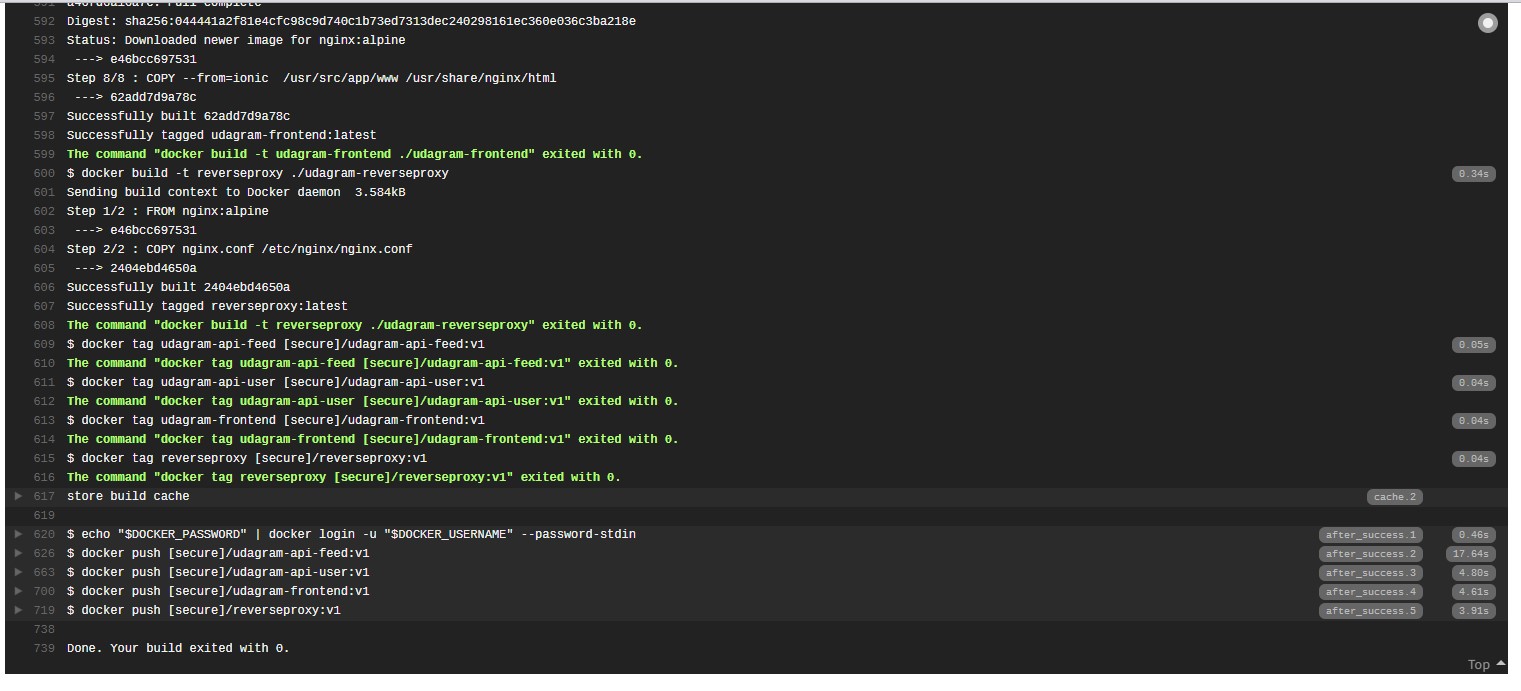 592 Digest: sha256:044441a2f81e4cfc98c9d740c1b73ed7313dec240298161ec360e036c3ba218e
593 Status: Downloaded newer image for nginx:alpine
594  ---> e46bcc697531
595 Step 8/8 : COPY --from=ionic  /usr/src/app/www /usr/share/nginx/html
596  ---> 62add7d9a78c
597 Successfully built 62add7d9a78c
598 Successfully tagged udagram-frontend:latest
599 The command "docker build -t udagram-frontend ./udagram-frontend" exited with 0.
600 $ docker build -t reverseproxy ./udagram-reverseproxy 0.34s
601 Sending build context to Docker daemon  3.584kB
602 Step 1/2 : FROM nginx:alpine
603  ---> e46bcc697531
604 Step 2/2 : COPY nginx.conf /etc/nginx/nginx.conf
605  ---> 2404ebd4650a
606 Successfully built 2404ebd4650a
607 Successfully tagged reverseproxy:latest
608 The command "docker build -t reverseproxy ./udagram-reverseproxy" exited with 0.
609 $ docker tag udagram-api-feed [secure]/udagram-api-feed:v1 0.05s
610 The command "docker tag udagram-api-feed [secure]/udagram-api-feed:v1" exited with 0.
611 $ docker tag udagram-api-user [secure]/udagram-api-user:v1 0.04s
612 The command "docker tag udagram-api-user [secure]/udagram-api-user:v1" exited with 0.
613 $ docker tag udagram-frontend [secure]/udagram-frontend:v1 0.04s
614 The command "docker tag udagram-frontend [secure]/udagram-frontend:v1" exited with 0.
615 $ docker tag reverseproxy [secure]/reverseproxy:v1 0.04s
616 The command "docker tag reverseproxy [secure]/reverseproxy:v1" exited with 0.
617 store build cache cache.2
619
620 $ echo "$DOCKER_PASSWORD" | docker login -u "$DOCKER_USERNAME" --password-stdin after_success.1 0.46s
626 $ docker push [secure]/udagram-api-feed:v1 after_success.2 17.64s
663 $ docker push [secure]/udagram-api-user:v1 after_success.3 4.80s
700 $ docker push [secure]/udagram-frontend:v1 after_success.4 4.61s
719 $ docker push [secure]/reverseproxy:v1 after_success.5 3.91s
738
739 Done. Your build exited with 0.
Top